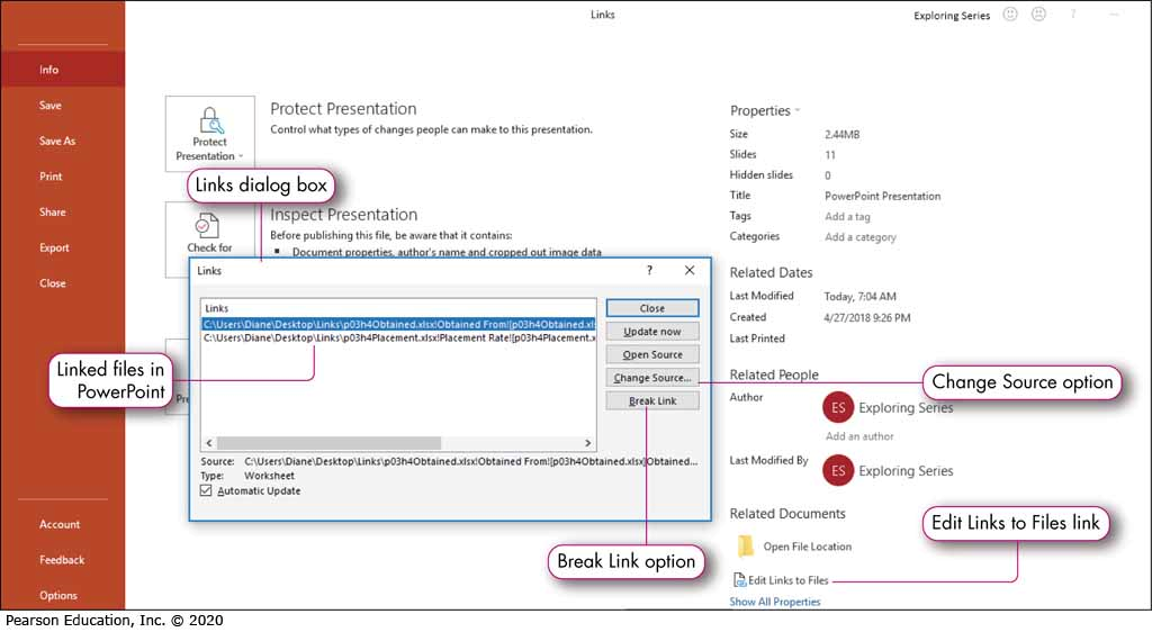 Links
Exploring Series
?
Info
Save
Save As
Print
Share
Export
Close
Account
Feedback
Options
Protect
Presentation
Protect Presentation
Control what types of changes people can make to this presentation.
Links dialog box
Check for
Inspect Presentation
Before publishing this file, be aware that it contains:
Document properties, author's name and cropped out image data
Pre
Links
?
Links
C:\Users\Diane\Desktop\Links\p03h4Obtained.xlsx!Obtained From![p03h4Obtained.xls
C:\Users\Diane\Desktop\Links\p03h4Placement.xlsx!Placement Rate![p03h4Placement.x
Close
Update now
Open Source
Change Source...
Break Link
Source: C:\Users\Diane\Desktop\Links\p03h4Obtained.xlsx!Obtained From![p03h4Obtained.xlsx]Obtained...
Type: Worksheet
Automatic Update
Linked files in
PowerPoint
Break Link option
Change Source option
Edit Links to Files link
Properties
Size 2.44MB
Slides 11
Hidden slides 0
Title PowerPoint Presentation
Tags Add a tag
Categories Add a category
Related Dates
Last Modified Today, 7:04 AM
Created 4/27/2018 9:26 PM
Last Printed
Related People
Author
ES Exploring Series
Add an author
Last Modified By
ES Exploring Series
Related Documents
Open File Location
Edit Links to Files
Show All Properties
Pearson Education, Inc. © 2020